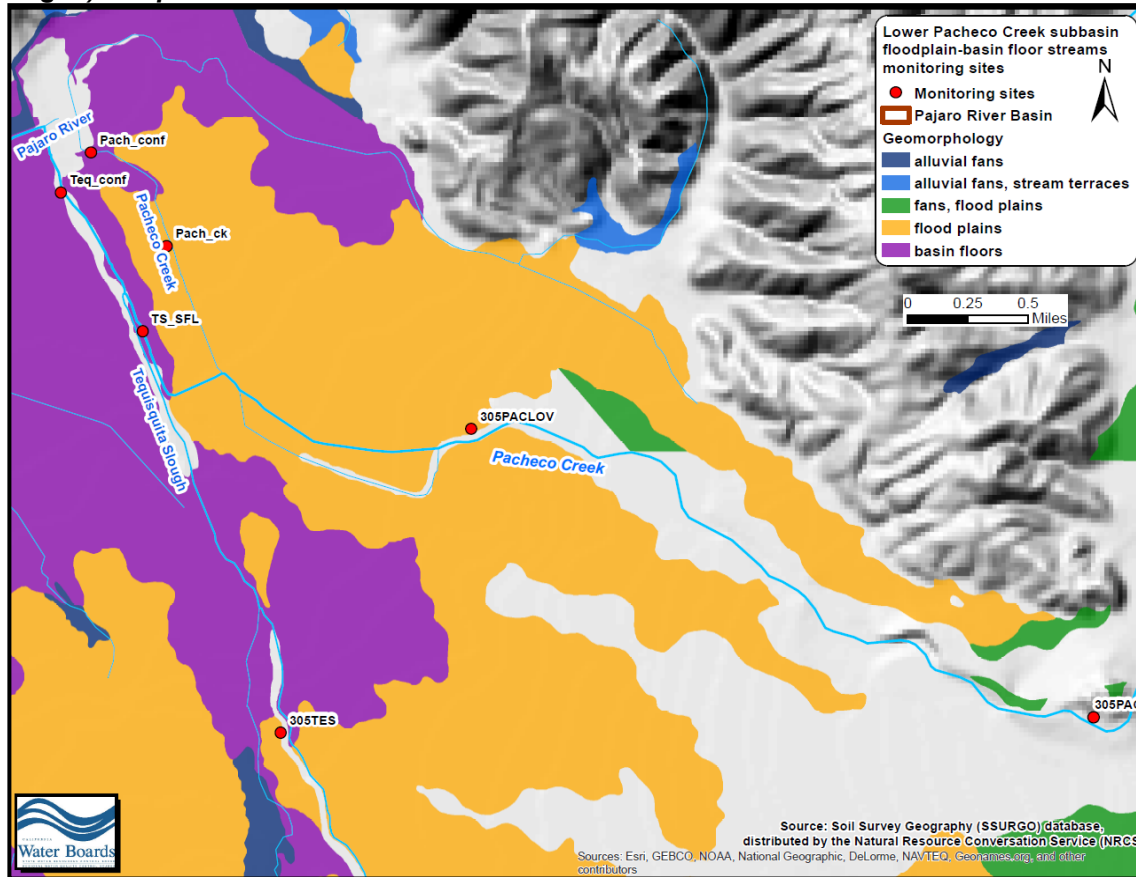 Lower Pacheco Creek subbasin
floodplain-basin floor streams
monitoring sites
N
Monitoring sites
Pajaro River Basin
Geomorphology
alluvial fans
alluvial fans, stream terraces
fans, flood plains
flood plains
basin floors
0 0.25 0.5
Miles
Pajaro River
Pach_conf
Teq_conf
Pacheco Creek
Pach_ck
TS_SFL
Tequisquita Slough
305PACLOV
Pacheco Creek
305TES
305PAC
Water Boards
Source: Soil Survey Geography (SSURGO) database,
distributed by the Natural Resource Conversation Service (NRCS
Sources: Esri, GEBCO, NOAA, National Geographic, DeLorme, NAVTEQ, Geonames.org, and other
contributors